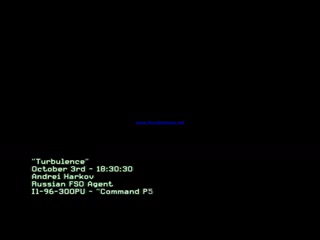 "Turbulence"
October 3rd - 18:30:30
Andrei Harkov
Russian FSO Agent
Il-96-300PU - "Command P5